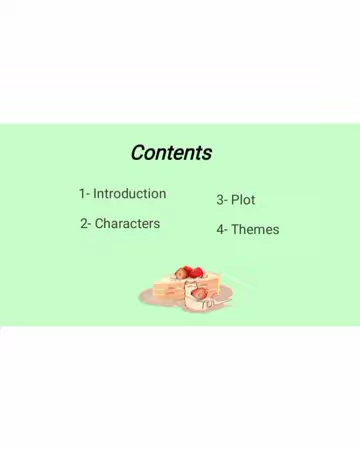 Contents
1- Introduction
2- Characters
3- Plot
4- Themes